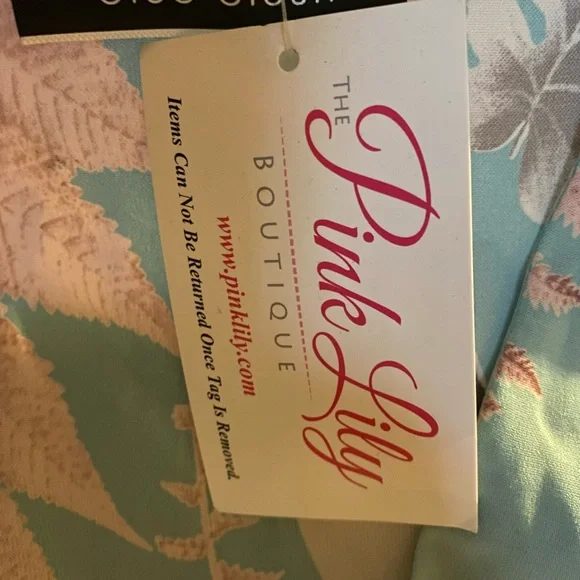 THE
Pink Lily
BOUTIQUE
www.pinklily.com
Items Can Not Be Returned Once Tag Is Removed.